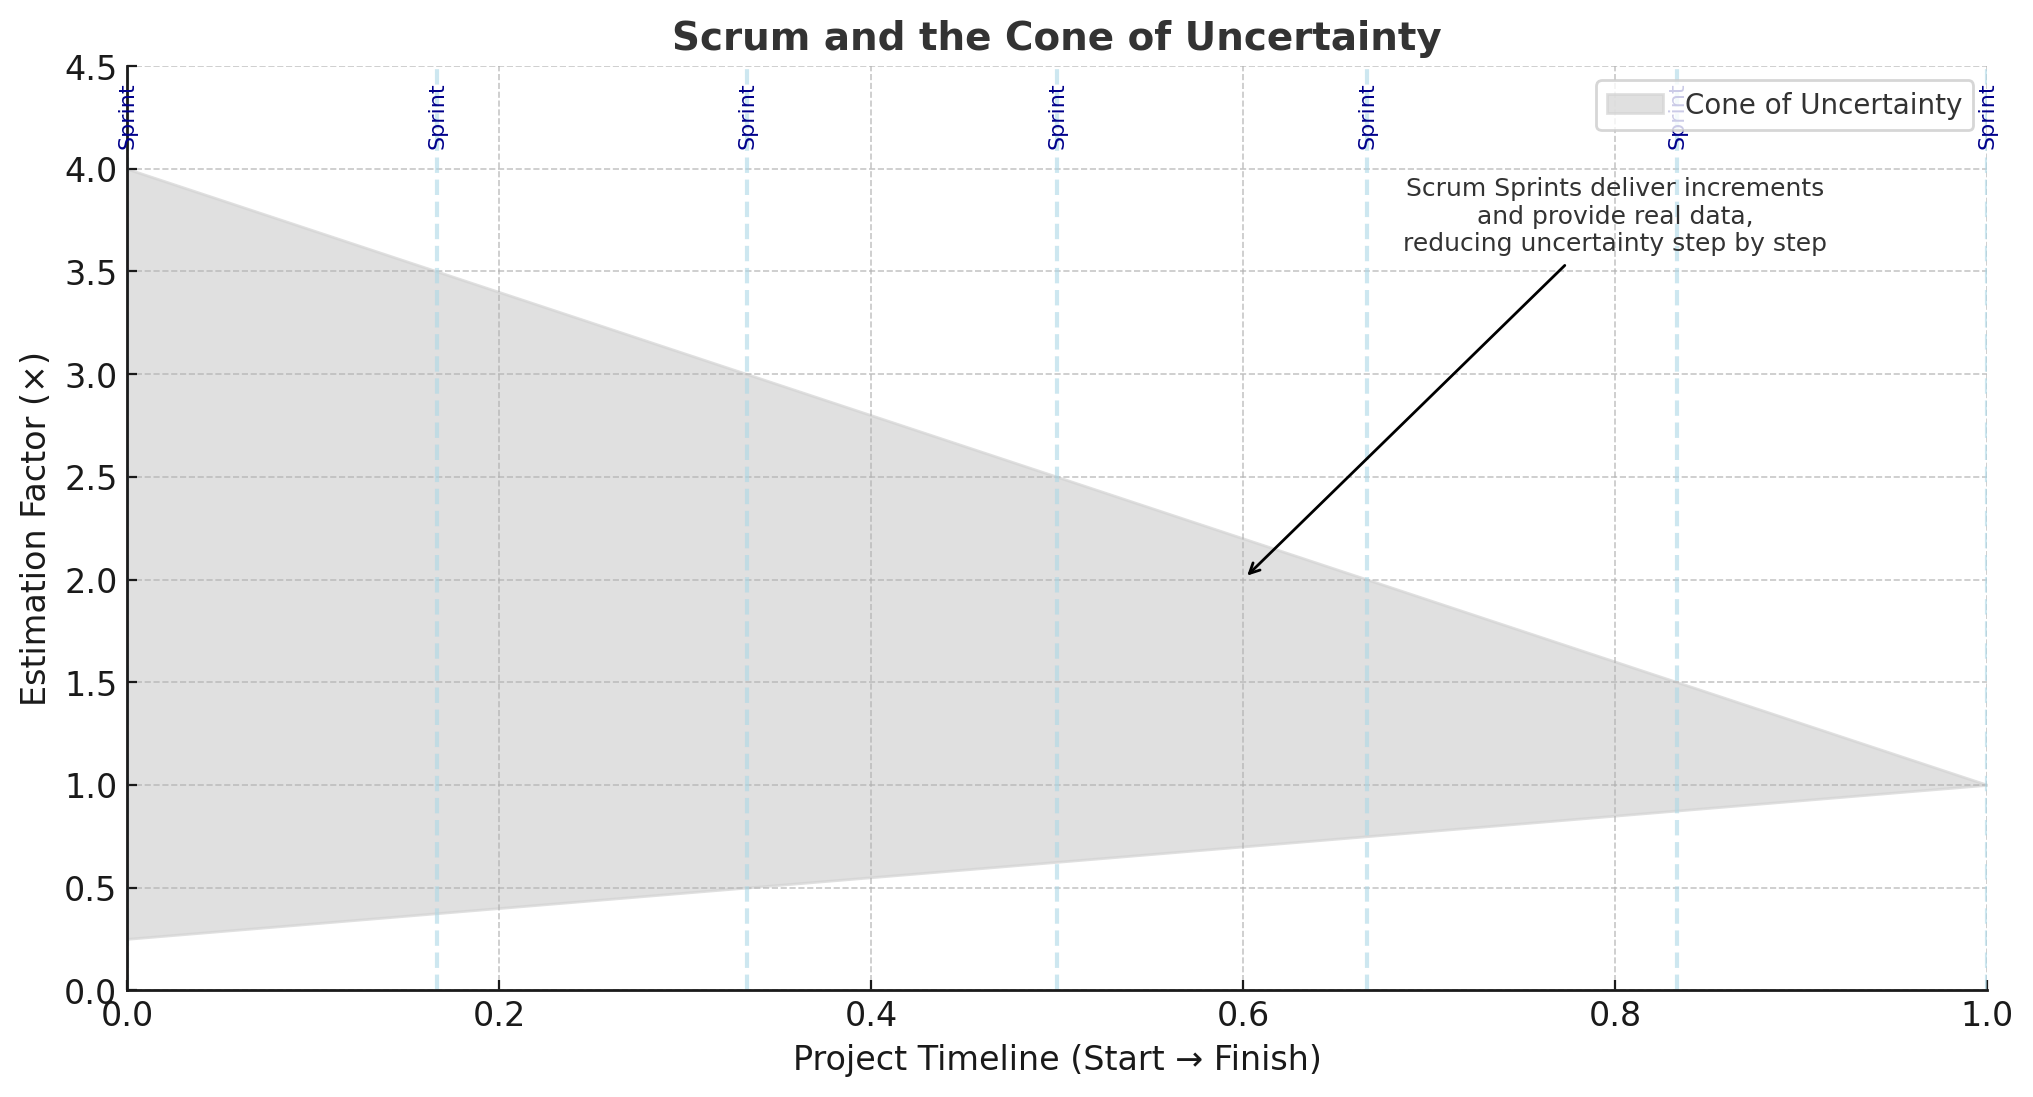 Scrum and the Cone of Uncertainty
4.5
Sprint
Sprint
Sprint
Sprint
Sprint
Sprint
Sprint
Cone of Uncertainty
4.0
Scrum Sprints deliver increments
and provide real data,
reducing uncertainty step by step
3.5
3.0
2.5
2.0
1.5
1.0
0.5
0.0
Estimation Factor (×)
0.0
0.2
0.4
0.6
0.8
1.0
Project Timeline (Start → Finish)